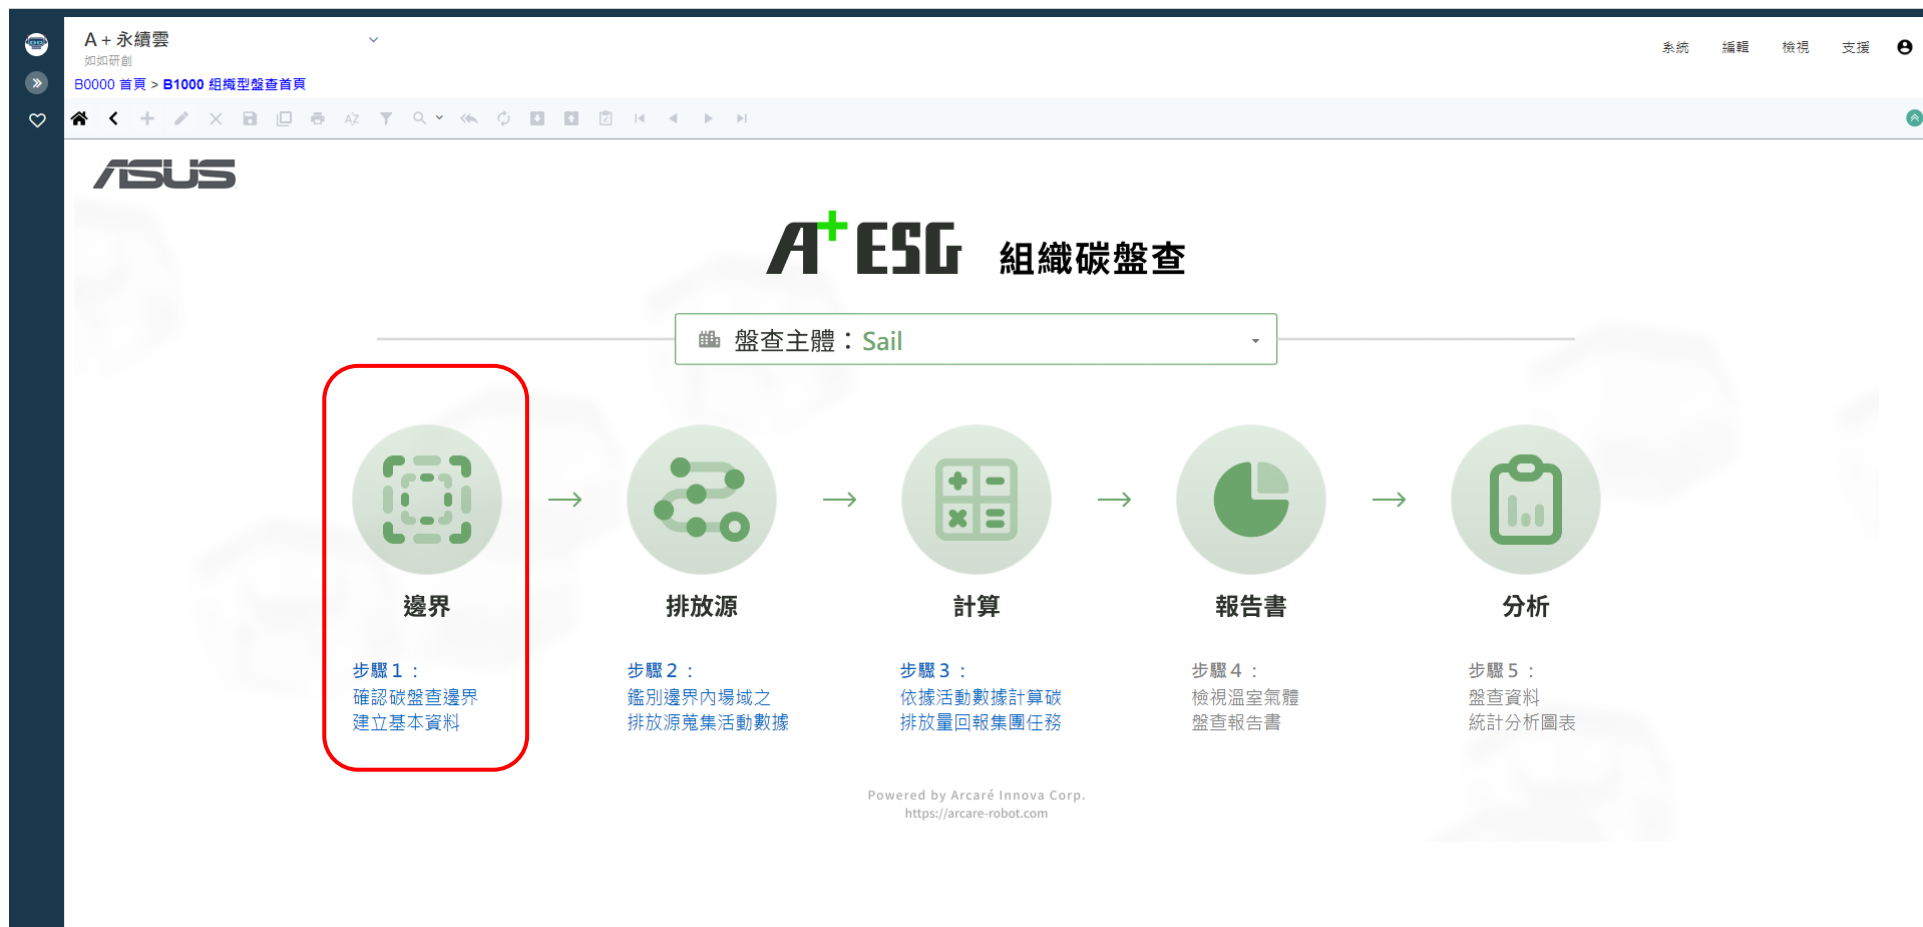 A + 永續雲
如如研創
系統 編輯 檢視 支援
B0000 首頁 > B1000 組織型盤查首頁
ASUS
A+ESG 組織碳盤查
盤查主體：Sail
邊界
排放源
計算
報告書
分析
步驟 1 ：
確認碳盤查邊界
建立基本資料
步驟 2 ：
鑑別邊界內場域之
排放源蒐集活動數據
步驟 3 ：
依據活動數據計算碳
排放量回報集團任務
步驟 4 ：
檢視溫室氣體
盤查報告書
步驟 5 ：
盤查資料
統計分析圖表
Powered by Arcaré Innova Corp.
https://arcare-robot.com